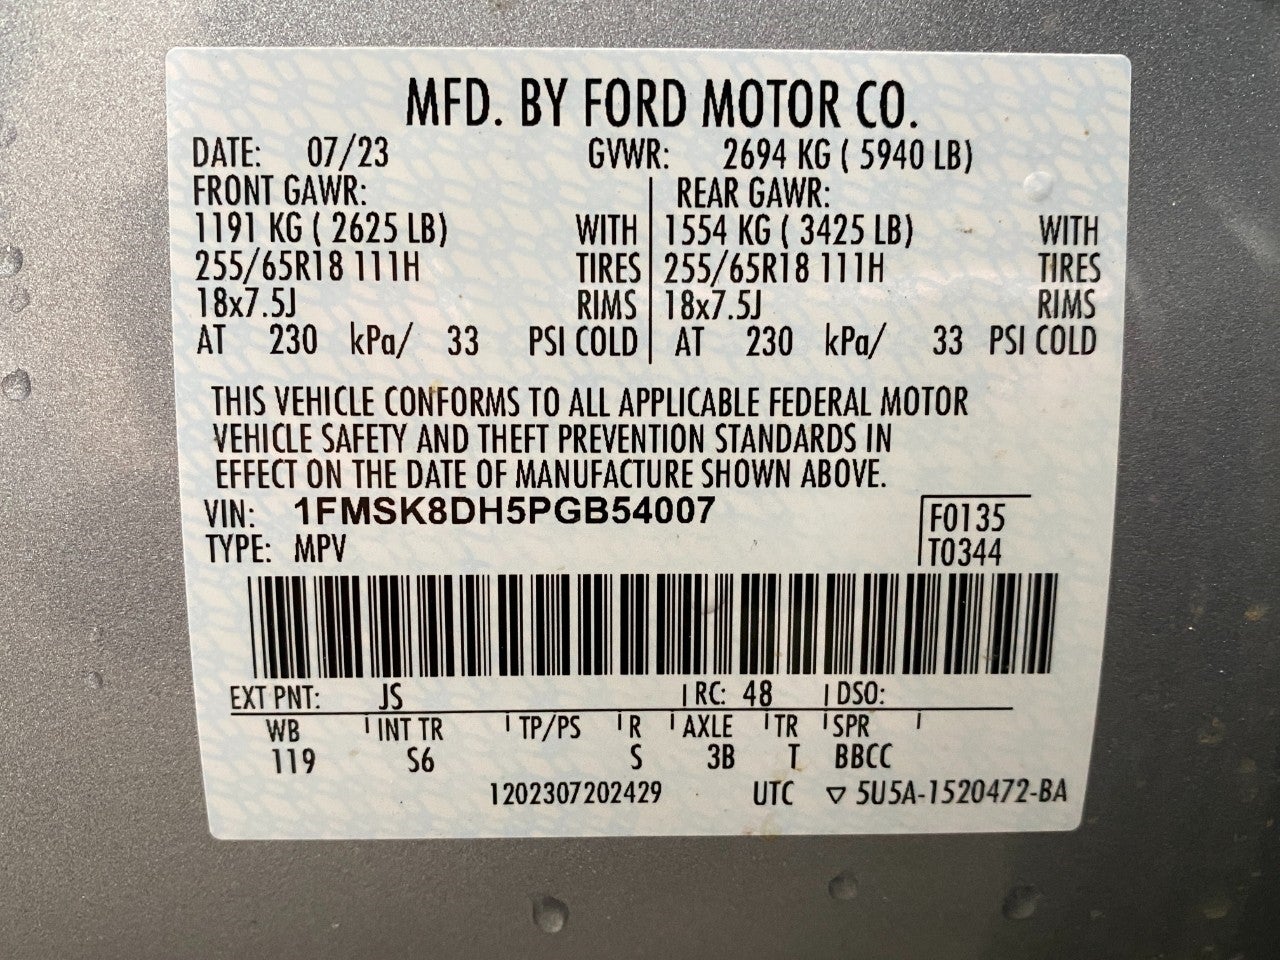 MFD. BY FORD MOTOR CO.
DATE: 07/23 GVWR: 2694 KG ( 5940 LB)
FRONT GAWR: REAR GAWR:
1191 KG ( 2625 LB) WITH 1554 KG ( 3425 LB) WITH
255/65R18 111H TIRES 255/65R18 111H TIRES
18x7.5J RIMS 18x7.5J RIMS
AT 230 kPa/ 33 PSI COLD AT 230 kPa/ 33 PSI COLD
THIS VEHICLE CONFORMS TO ALL APPLICABLE FEDERAL MOTOR
VEHICLE SAFETY AND THEFT PREVENTION STANDARDS IN
EFFECT ON THE DATE OF MANUFACTURE SHOWN ABOVE.
VIN: 1FMSK8DH5PGB54007 F0135
TYPE: MPV T0344
EXT PNT: JS RC: 48 DSO:
WB INT TR TP/PS R AXLE TR SPR
119 S6 S 3B T BBCC
1202307202429 UTC ▽ 5U5A-1520472-BA